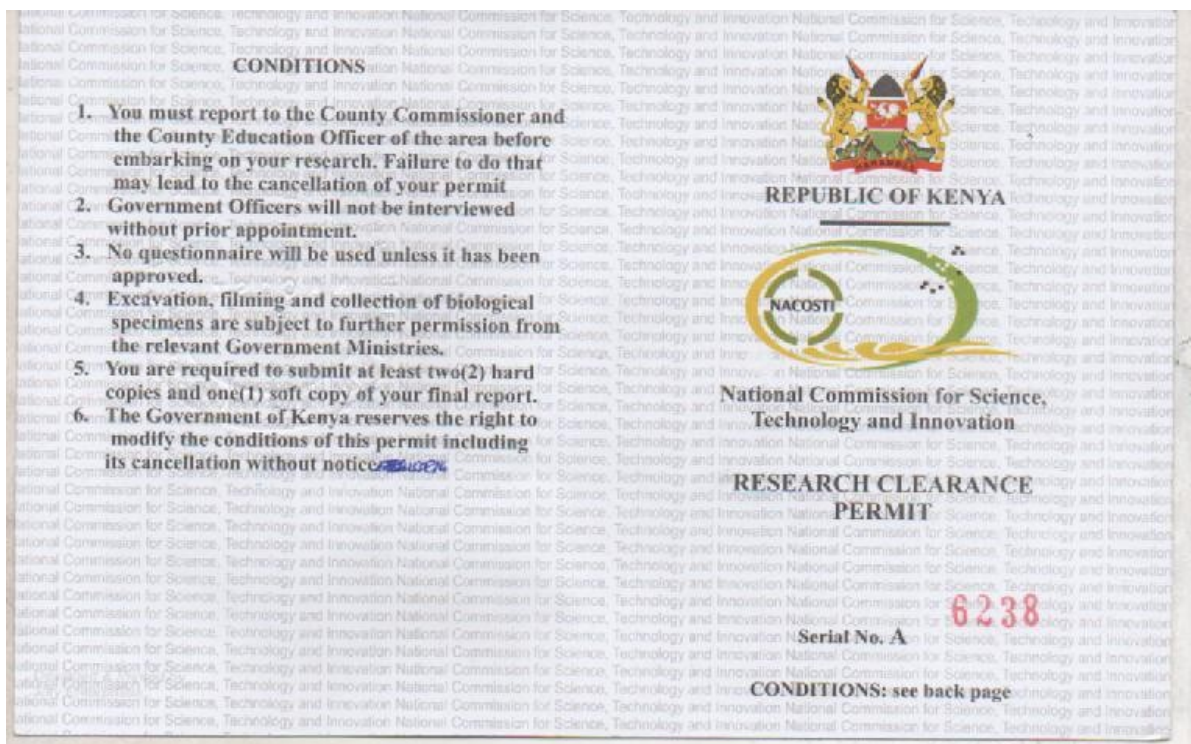 CONDITIONS
1. You must report to the County Commissioner and
the County Education Officer of the area before
embarking on your research. Failure to do that
may lead to the cancellation of your permit
2. Government Officers will not be interviewed
without prior appointment.
3. No questionnaire will be used unless it has been
approved.
4. Excavation, filming and collection of biological
specimens are subject to further permission from
the relevant Government Ministries.
5. You are required to submit at least two(2) hard
copies and one(1) soft copy of your final report.
6. The Government of Kenya reserves the right to
modify the conditions of this permit including
its cancellation without notice
HARAMBEE
REPUBLIC OF KENYA
NACOSTI
National Commission for Science,
Technology and Innovation
RESEARCH CLEARANCE
PERMIT
6238
Serial No. A
CONDITIONS: see back page